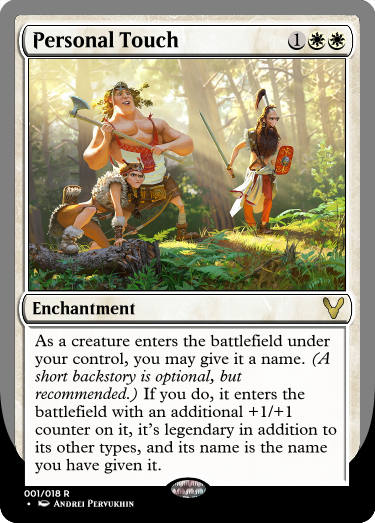 Personal Touch 1
Enchantment
As a creature enters the battlefield under
your control, you may give it a name. (A
short backstory is optional, but
recommended.) If you do, it enters the
battlefield with an additional +1/+1
counter on it, it's legendary in addition to
its other types, and its name is the name
you have given it.
001/018 R
• Andrei Pervukhin